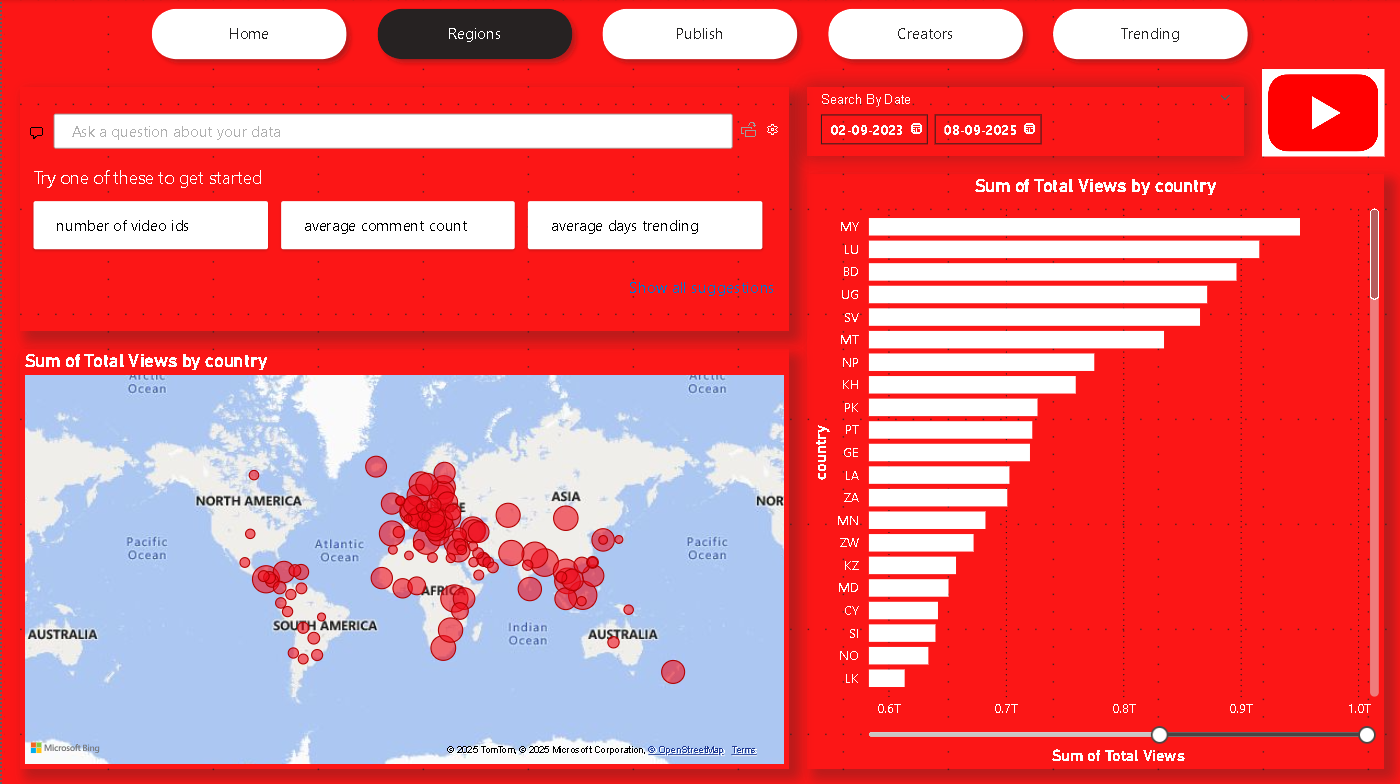 Home
Regions
Publish
Creators
Trending
Ask a question about your data
Try one of these to get started
number of video ids
average comment count
average days trending
Show all suggestions
Search By Date
02-09-2023
08-09-2025
Sum of Total Views by country
Arctic
Ocean
Arctic
Ocean
NORTH AMERICA
ASIA
NOR
Pacific
Ocean
Atlantic
Ocean
Pacific
Ocean
AFRICA
SOUTH AMERICA
AUSTRALIA
Indian
Ocean
AUSTRALIA
Microsoft Bing
© 2025 TomTom, © 2025 Microsoft Corporation, © OpenStreetMap Terms
Sum of Total Views by country
country
MY
LU
BD
UG
SV
MT
NP
KH
PK
PT
GE
LA
ZA
MN
ZW
KZ
MD
CY
SI
NO
LK
0.6T 0.7T 0.8T 0.9T 1.0T
Sum of Total Views